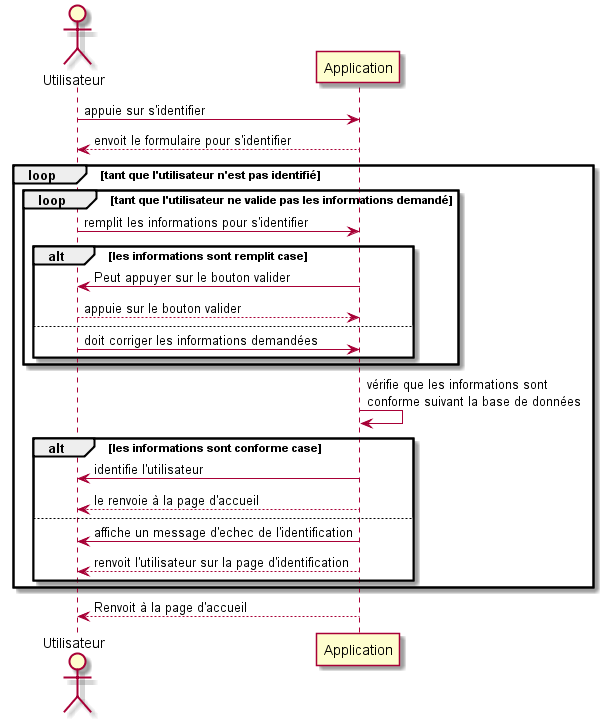 Utilisateur
Application
appuie sur s'identifier
envoit le formulaire pour s'identifier
loop [tant que l'utilisateur n'est pas identifié]
loop [tant que l'utilisateur ne valide pas les informations demandé]
remplit les informations pour s'identifier
alt [les informations sont remplit case]
Peut appuyer sur le bouton valider
appuie sur le bouton valider
doit corriger les informations demandées
vérifie que les informations sont
conforme suivant la base de données
alt [les informations sont conforme case]
identifie l'utilisateur
le renvoie à la page d'accueil
affiche un message d'echec de l'identification
renvoit l'utilisateur sur la page d'identification
Renvoit à la page d'accueil
Utilisateur
Application